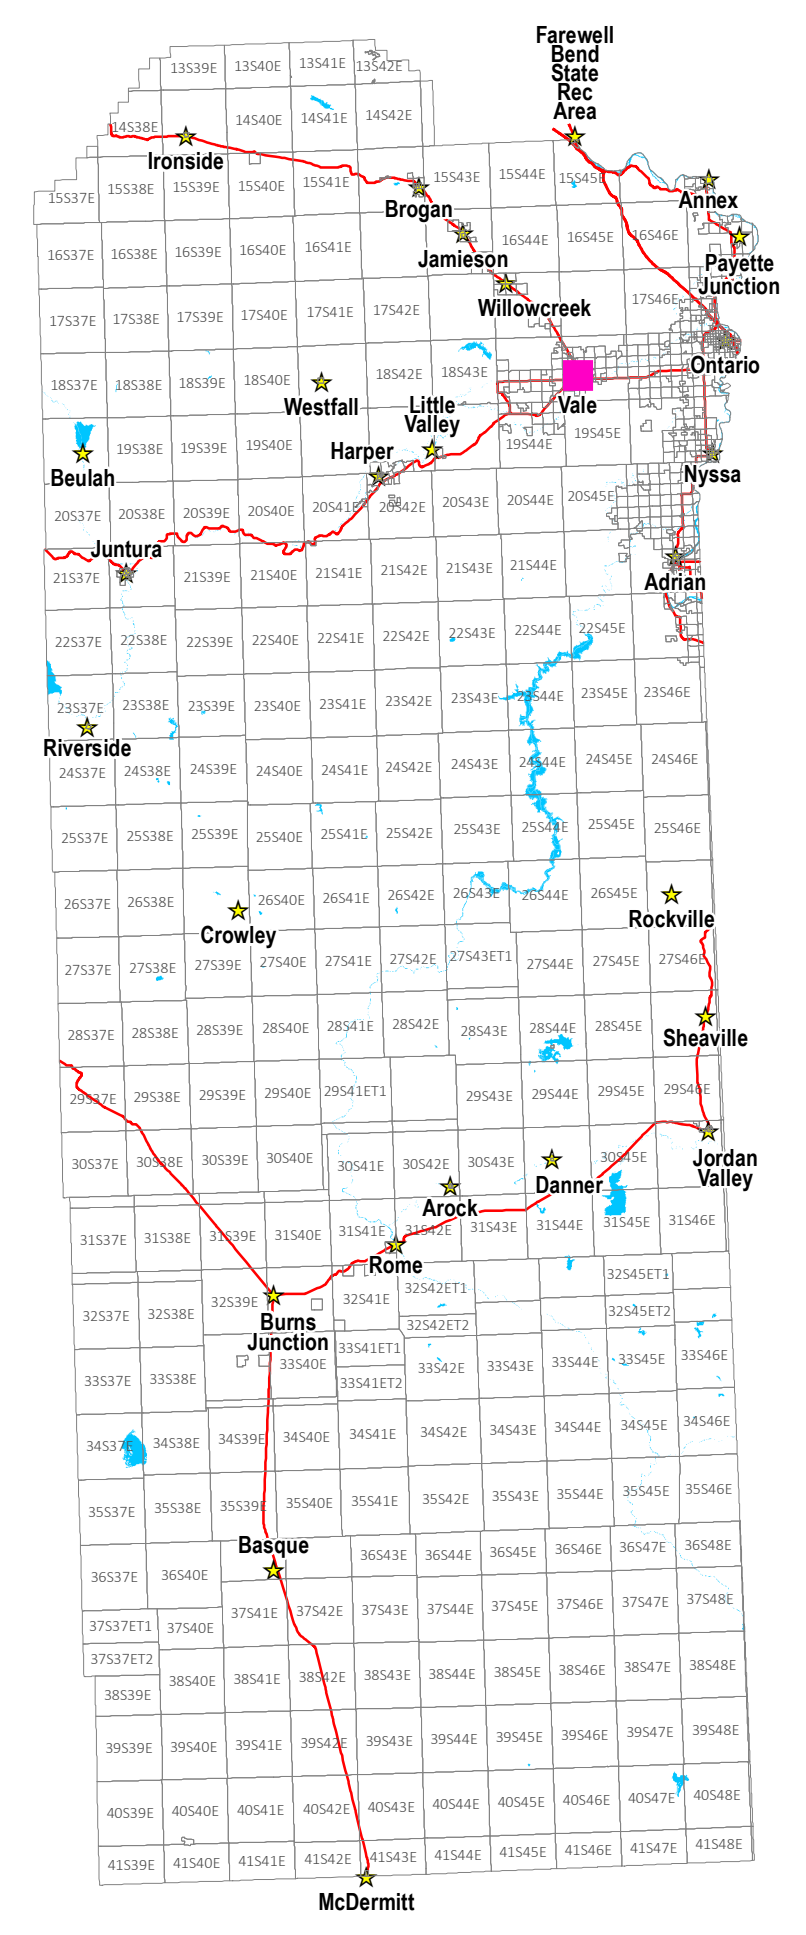 Farewell
Bend
State
Rec
Area
13S39E 13S40E 13S41E 13S42E
14S38E 14S40E 14S41E 14S42E
Ironside
15S37E 15S38E 15S39E 15S40E 15S41E 15S43E 15S44E 15S45E
Annex
Brogan
16S37E 16S38E 16S39E 16S40E 16S41E 16S44E 16S45E 16S46E
Jamieson
Payette
Junction
17S37E 17S38E 17S39E 17S40E 17S41E 17S42E 17S46E
Willowcreek
Ontario
18S37E 18S38E 18S39E 18S40E 18S42E 18S43E
Westfall
Little
Valley
Vale
19S38E 19S39E 19S40E 19S44E 19S45E
Harper
Beulah
Nyssa
20S37E 20S38E 20S39E 20S40E 20S41E 20S42E 20S43E 20S44E 20S45E
Juntura
21S37E 21S39E 21S40E 21S41E 21S42E 21S43E 21S44E
Adrian
22S37E 22S38E 22S39E 22S40E 22S41E 22S42E 22S43E 22S44E 22S45E
23S37E 23S38E 23S39E 23S40E 23S41E 23S42E 23S43E 23S44E 23S45E 23S46E
Riverside
24S37E 24S38E 24S39E 24S40E 24S41E 24S42E 24S43E 24S44E 24S45E 24S46E
25S37E 25S38E 25S39E 25S40E 25S41E 25S42E 25S43E 25S44E 25S45E 25S46E
26S37E 26S38E 26S40E 26S41E 26S42E 26S43E 26S44E 26S45E
Rockville
Crowley
27S37E 27S38E 27S39E 27S40E 27S41E 27S42E 27S43ET1 27S44E 27S45E 27S46E
28S37E 28S38E 28S39E 28S40E 28S41E 28S42E 28S43E 28S44E 28S45E
Sheaville
29S37E 29S38E 29S39E 29S40E 29S41ET1 29S43E 29S44E 29S45E 29S46E
30S37E 30S38E 30S39E 30S40E 30S41E 30S42E 30S43E 30S45E
Jordan
Valley
Danner
Arock
31S37E 31S38E 31S39E 31S40E 31S41E 31S42E 31S43E 31S44E 31S45E 31S46E
Rome
32S37E 32S38E 32S39E 32S41E 32S42ET1 32S45ET1
32S42ET2 32S45ET2
Burns
Junction
33S41ET1
33S37E 33S38E 33S40E 33S42E 33S43E 33S44E 33S45E 33S46E
33S41ET2
34S37E 34S38E 34S39E 34S40E 34S41E 34S42E 34S43E 34S44E 34S45E 34S46E
35S37E 35S38E 35S39E 35S40E 35S41E 35S42E 35S43E 35S44E 35S45E 35S46E
Basque
36S37E 36S40E 36S43E 36S44E 36S45E 36S46E 36S47E 36S48E
37S37ET1 37S40E 37S41E 37S42E 37S43E 37S44E 37S45E 37S46E 37S47E 37S48E
37S37ET2
38S39E 38S40E 38S41E 38S42E 38S43E 38S44E 38S45E 38S46E 38S47E 38S48E
39S39E 39S40E 39S41E 39S42E 39S43E 39S44E 39S45E 39S46E 39S47E 39S48E
40S39E 40S40E 40S41E 40S42E 40S43E 40S44E 40S45E 40S46E 40S47E 40S48E
41S39E 41S40E 41S41E 41S42E 41S43E 41S44E 41S45E 41S46E 41S47E 41S48E
McDermitt